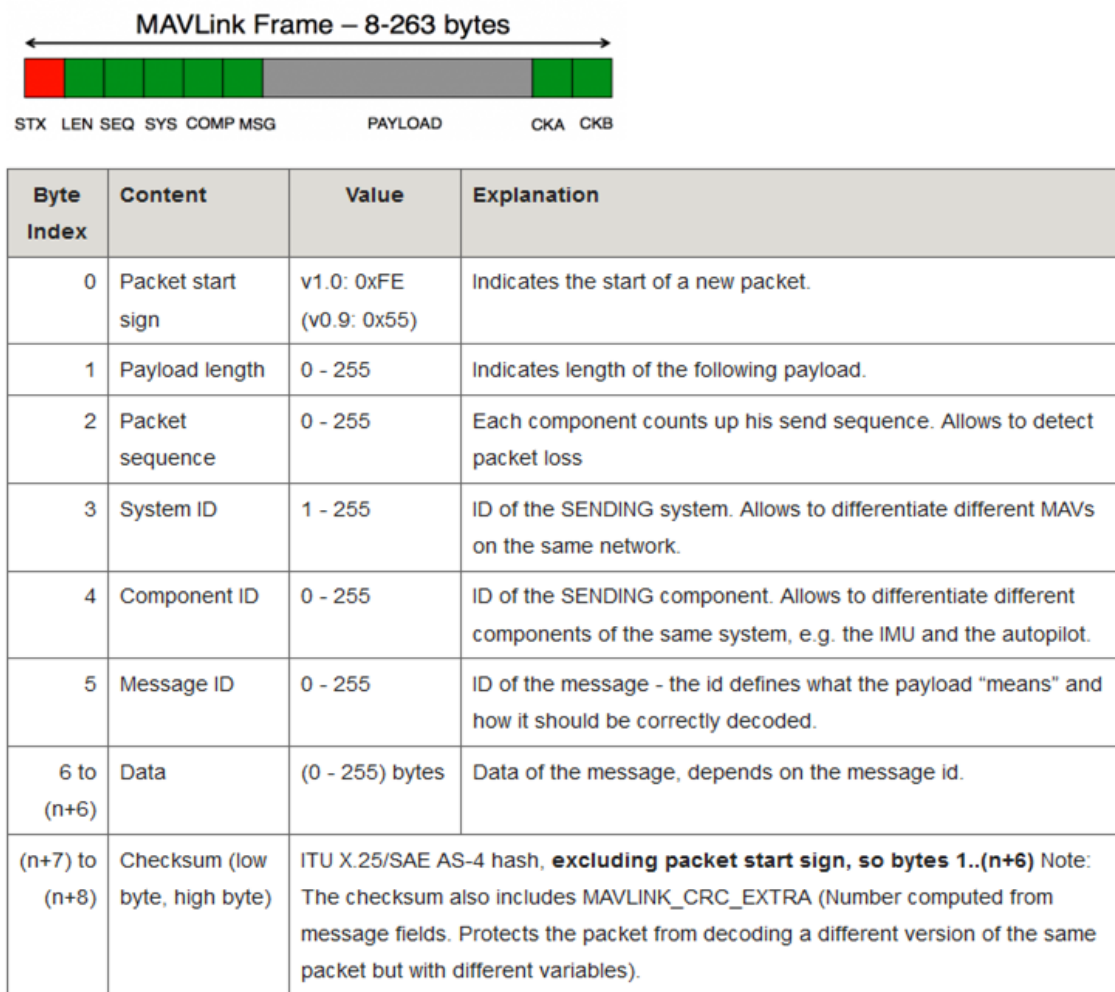 MAVLink Frame – 8-263 bytes
STX LEN SEQ SYS COMP MSG PAYLOAD CKA CKB
Byte Index Content Value Explanation
0 Packet start sign v1.0: 0xFE (v0.9: 0x55) Indicates the start of a new packet.
1 Payload length 0 - 255 Indicates length of the following payload.
2 Packet sequence 0 - 255 Each component counts up his send sequence. Allows to detect
packet loss
3 System ID 1 - 255 ID of the SENDING system. Allows to differentiate different MAVs
on the same network.
4 Component ID 0 - 255 ID of the SENDING component. Allows to differentiate different
components of the same system, e.g. the IMU and the autopilot.
5 Message ID 0 - 255 ID of the message - the id defines what the payload “means” and
how it should be correctly decoded.
6 to (n+6) Data (0 - 255) bytes Data of the message, depends on the message id.
(n+7) to (n+8) Checksum (low byte, high byte) ITU X.25/SAE AS-4 hash, excluding packet start sign, so bytes 1..(n+6) Note:
The checksum also includes MAVLINK_CRC_EXTRA (Number computed from
message fields. Protects the packet from decoding a different version of the same
packet but with different variables).